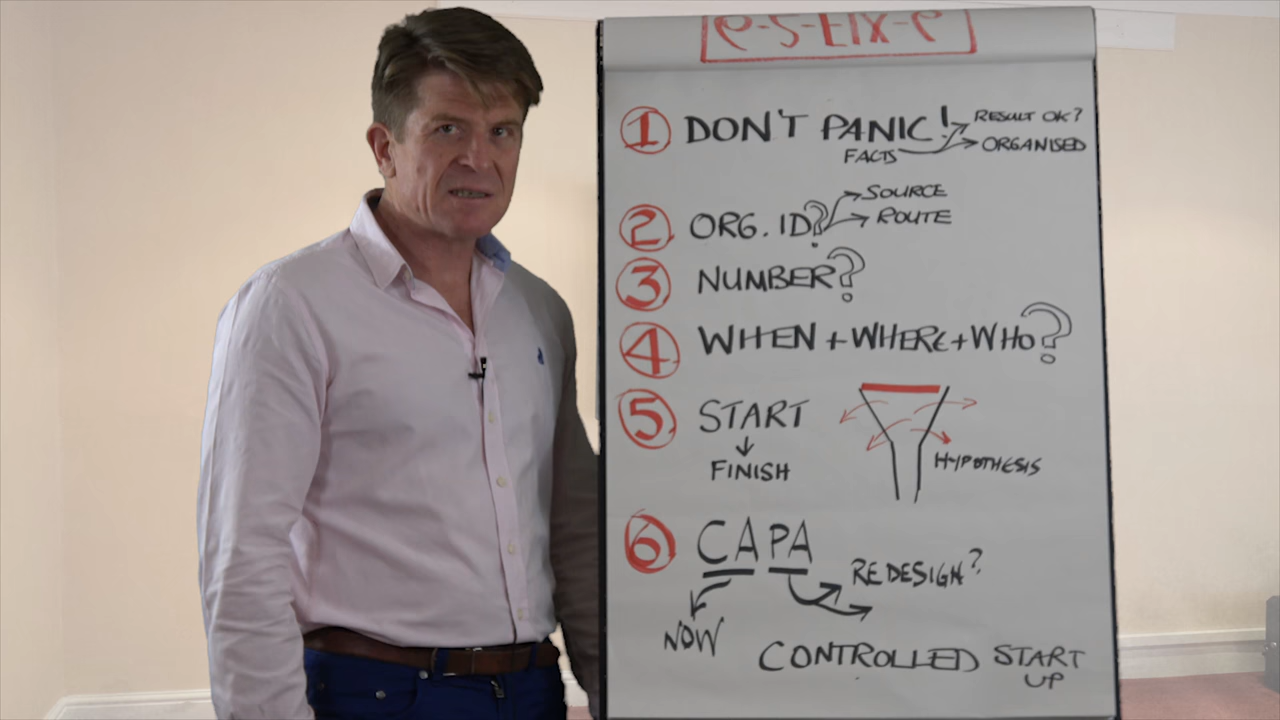 1 DON'T PANIC!
RESULT OK?
FACTS
ORGANISED
2 ORG. ID?
SOURCE
ROUTE
3 NUMBER?
4 WHEN + WHERE + WHO?
5 START
FINISH
HYPOTHESIS
6 CAPA
REDESIGN?
NOW
CONTROLLED START
UP